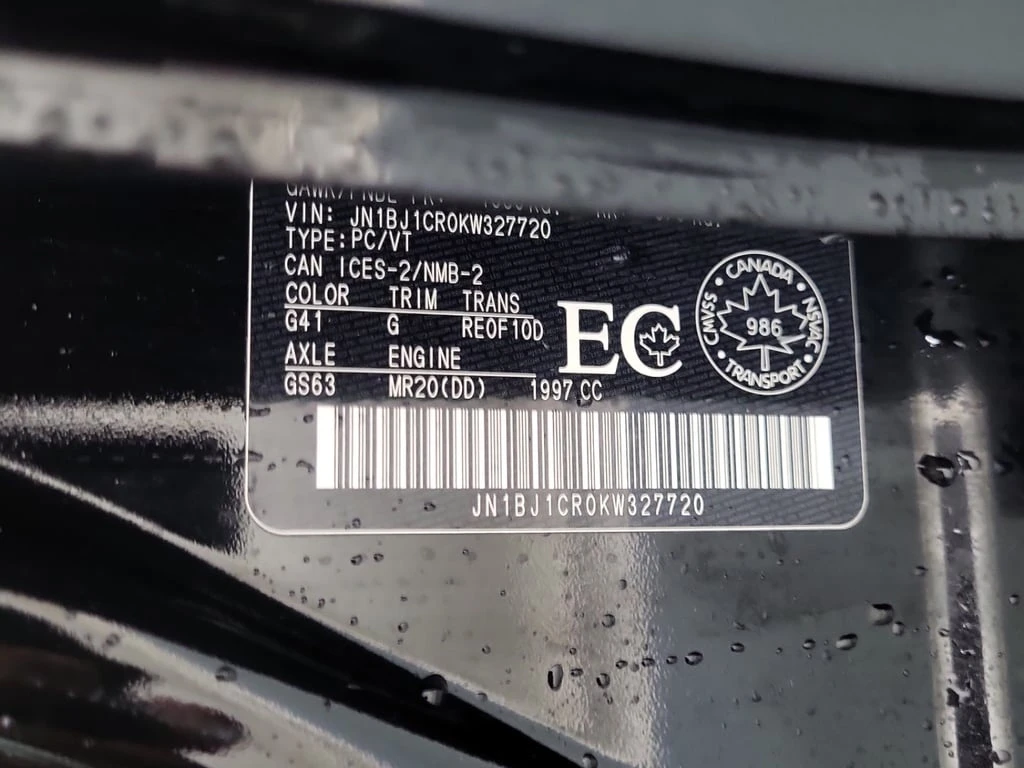 VIN: JN1BJ1CR0KW327720
TYPE:PC/VT
CAN ICES-2/NMB-2
COLOR TRIM TRANS
G41 G RE0F10D
AXLE ENGINE
GS63 MR20(DD) 1997 CC
EC
CANADA
CMVSS 986 NSVAC
TRANSPORT
JN1BJ1CR0KW327720